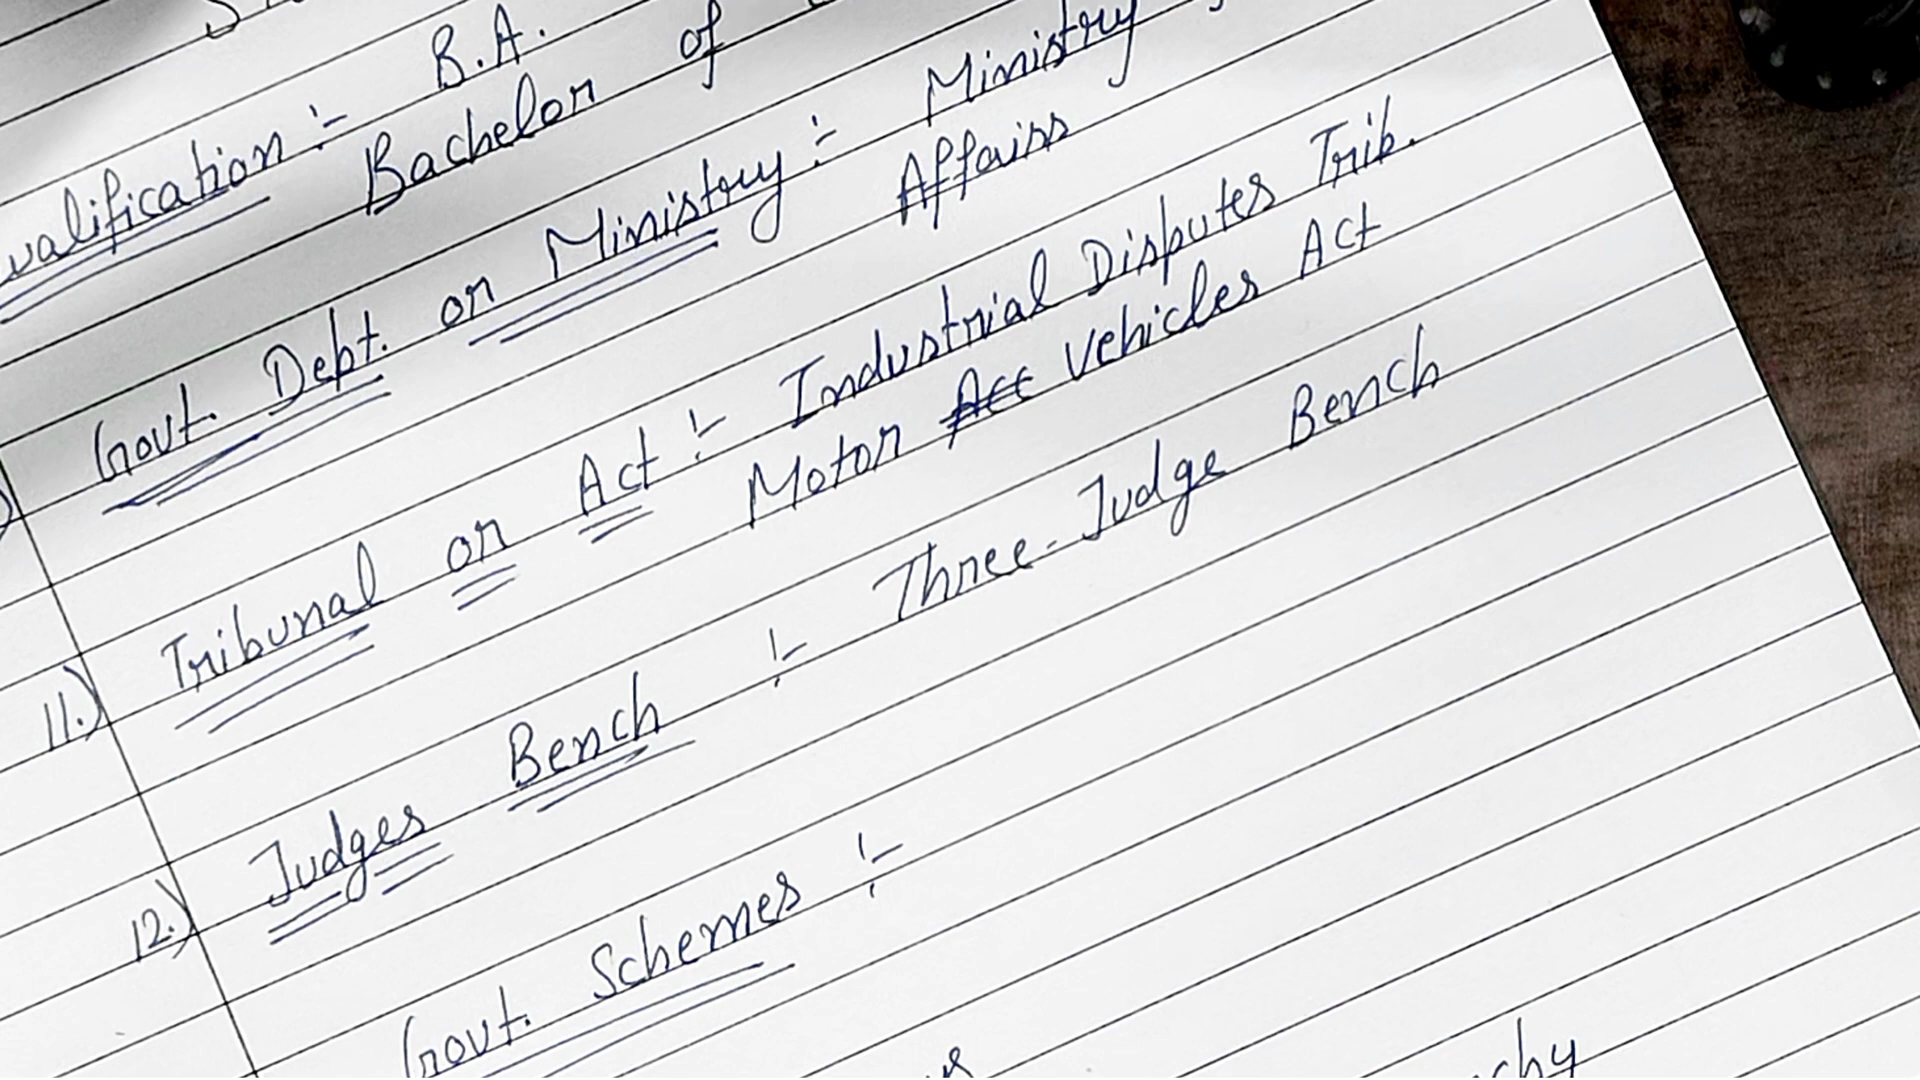 ualification :- B.A.
Bachelor of
Govt. Dept. or Ministry :- Ministry
Affairs
11.) Tribunal or Act :- Industrial Disputes Trib.
Motor Act Vehicles Act
12.) Judges Bench :- Three-Judge Bench
Govt. Schemes :-
chy